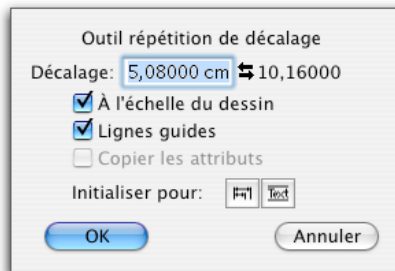 Outil répétition de décalage
Décalage: 5,08000 cm 10,16000
À l'échelle du dessin
Lignes guides
Copier les attributs
Initialiser pour: Text
OK Annuler